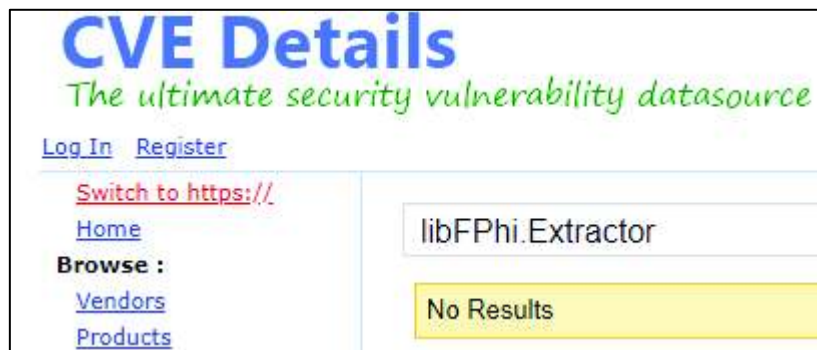 CVE Details
The ultimate security vulnerability datasource
Log In Register
Switch to https://
Home
Browse :
Vendors
Products
libFPhi.Extractor
No Results